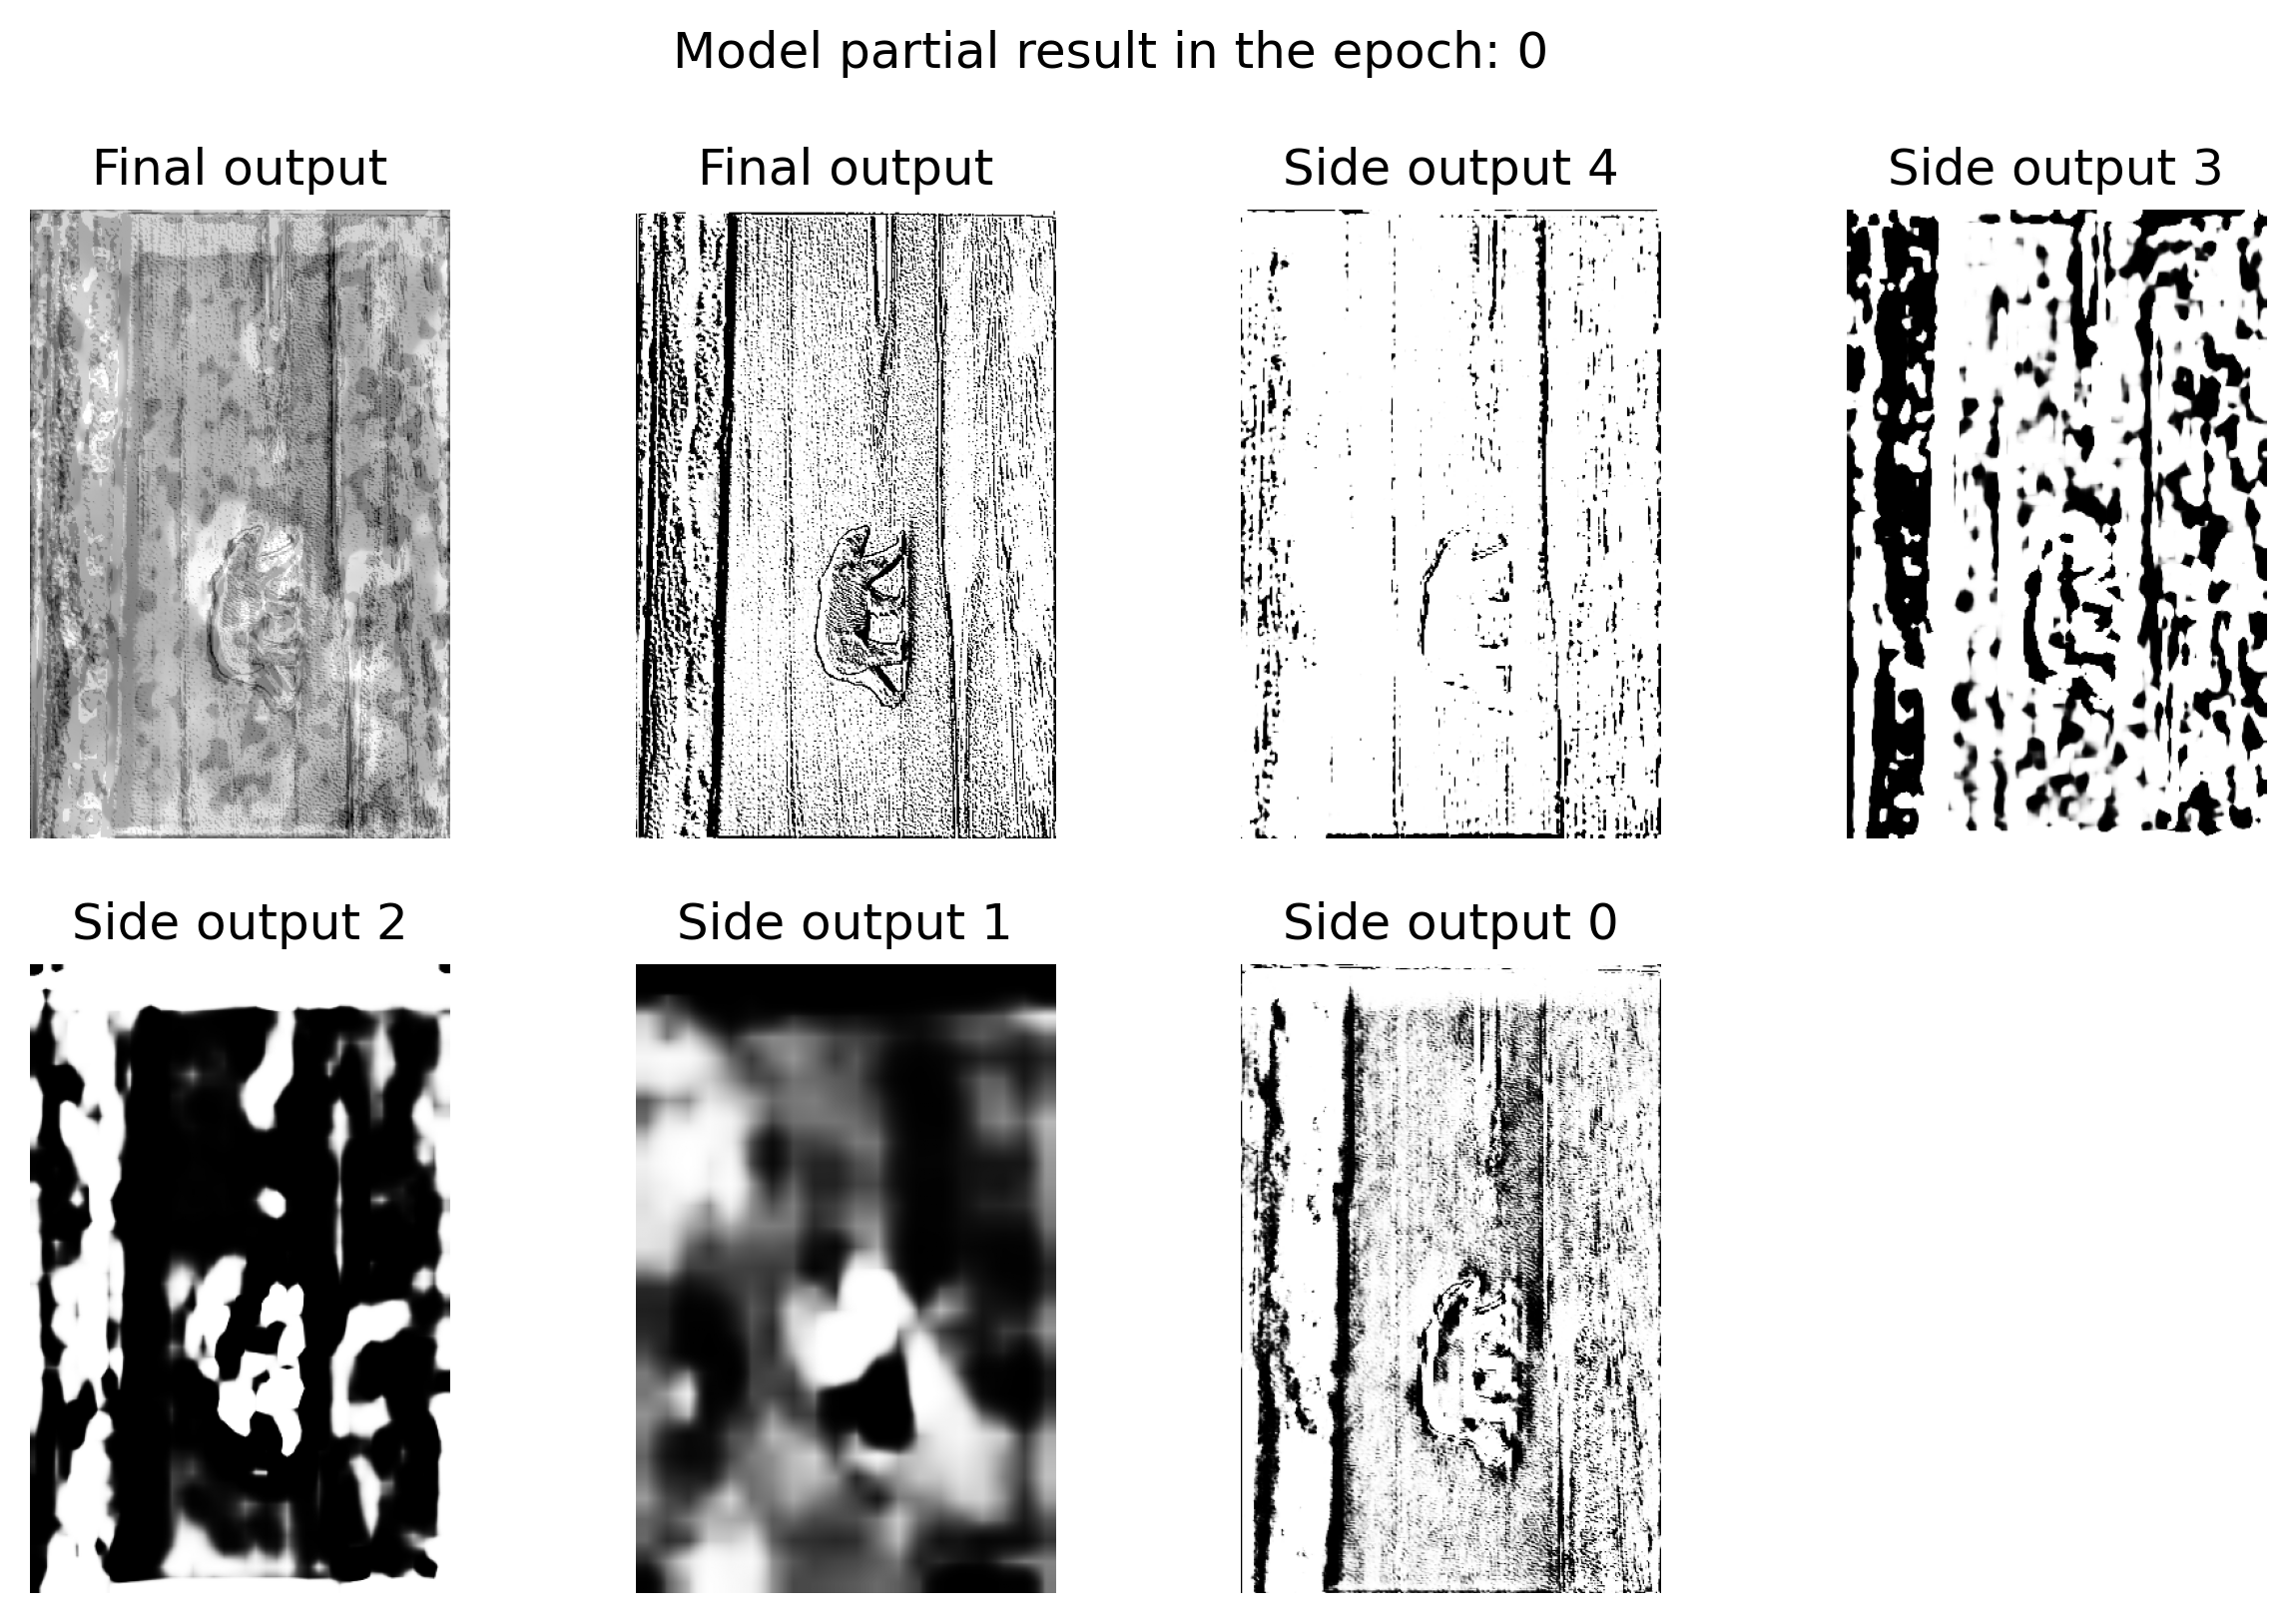 Model partial result in the epoch: 0
Final output
Final output
Side output 4
Side output 3
Side output 2
Side output 1
Side output 0